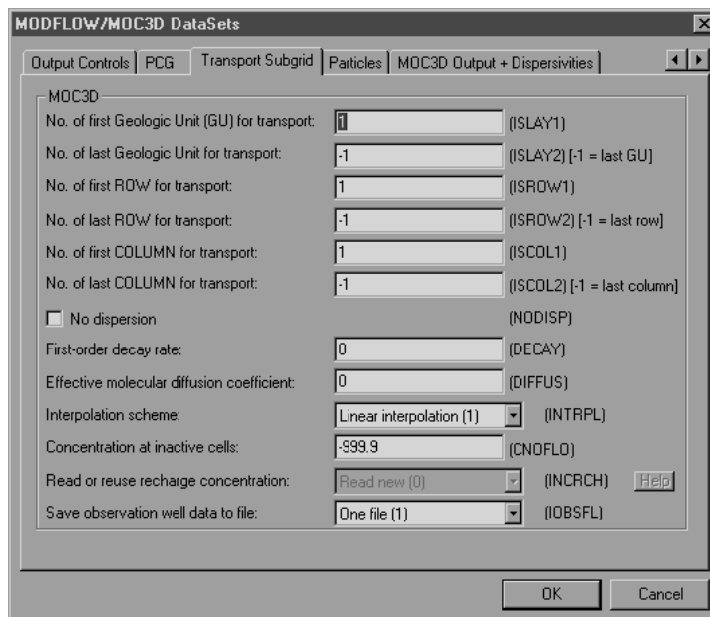 MODFLOW/MOC3D DataSets
Output Controls PCG Transport Subgrid Particles MOC3D Output + Dispersivities
MOC3D
No. of first Geologic Unit (GU) for transport: 1 (ISLAY1)
No. of last Geologic Unit for transport: -1 (ISLAY2) [-1 = last GU]
No. of first ROW for transport: 1 (ISROW1)
No. of last ROW for transport: -1 (ISROW2) [-1 = last row]
No. of first COLUMN for transport: 1 (ISCOL1)
No. of last COLUMN for transport: -1 (ISCOL2) [-1 = last column]
No dispersion (NODISP)
First-order decay rate: 0 (DECAY)
Effective molecular diffusion coefficient: 0 (DIFFUS)
Interpolation scheme: Linear interpolation (1) (INTRPL)
Concentration at inactive cells: -999.9 (CNOFLO)
Read or reuse recharge concentration: Read new (0) (INCRCH) Help
Save observation well data to file: One file (1) (IOBSFL)
OK Cancel